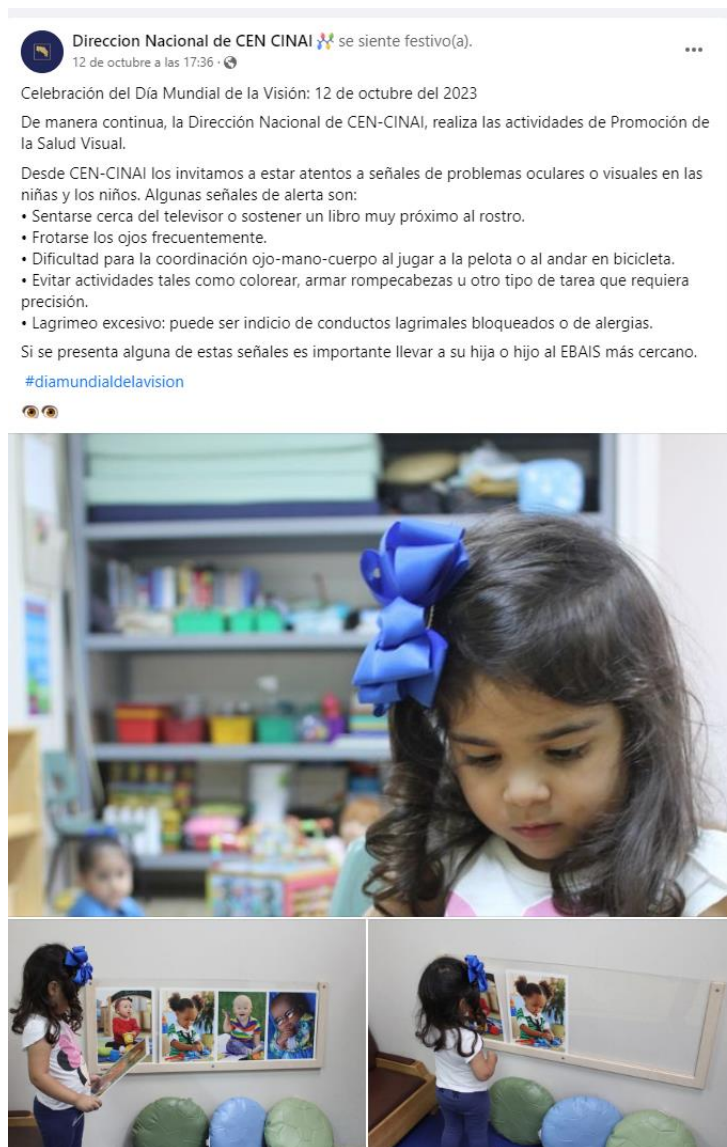 Direccion Nacional de CEN CINAI se siente festivo(a).
12 de octubre a las 17:36 ·
Celebración del Día Mundial de la Visión: 12 de octubre del 2023
De manera continua, la Dirección Nacional de CEN-CINAI, realiza las actividades de Promoción de
la Salud Visual.
Desde CEN-CINAI los invitamos a estar atentos a señales de problemas oculares o visuales en las
niñas y los niños. Algunas señales de alerta son:
• Sentarse cerca del televisor o sostener un libro muy próximo al rostro.
• Frotarse los ojos frecuentemente.
• Dificultad para la coordinación ojo-mano-cuerpo al jugar a la pelota o al andar en bicicleta.
• Evitar actividades tales como colorear, armar rompecabezas u otro tipo de tarea que requiera
precisión.
• Lagrimeo excesivo: puede ser indicio de conductos lagrimales bloqueados o de alergias.
Si se presenta alguna de estas señales es importante llevar a su hija o hijo al EBAIS más cercano.
#diamundialdelavision